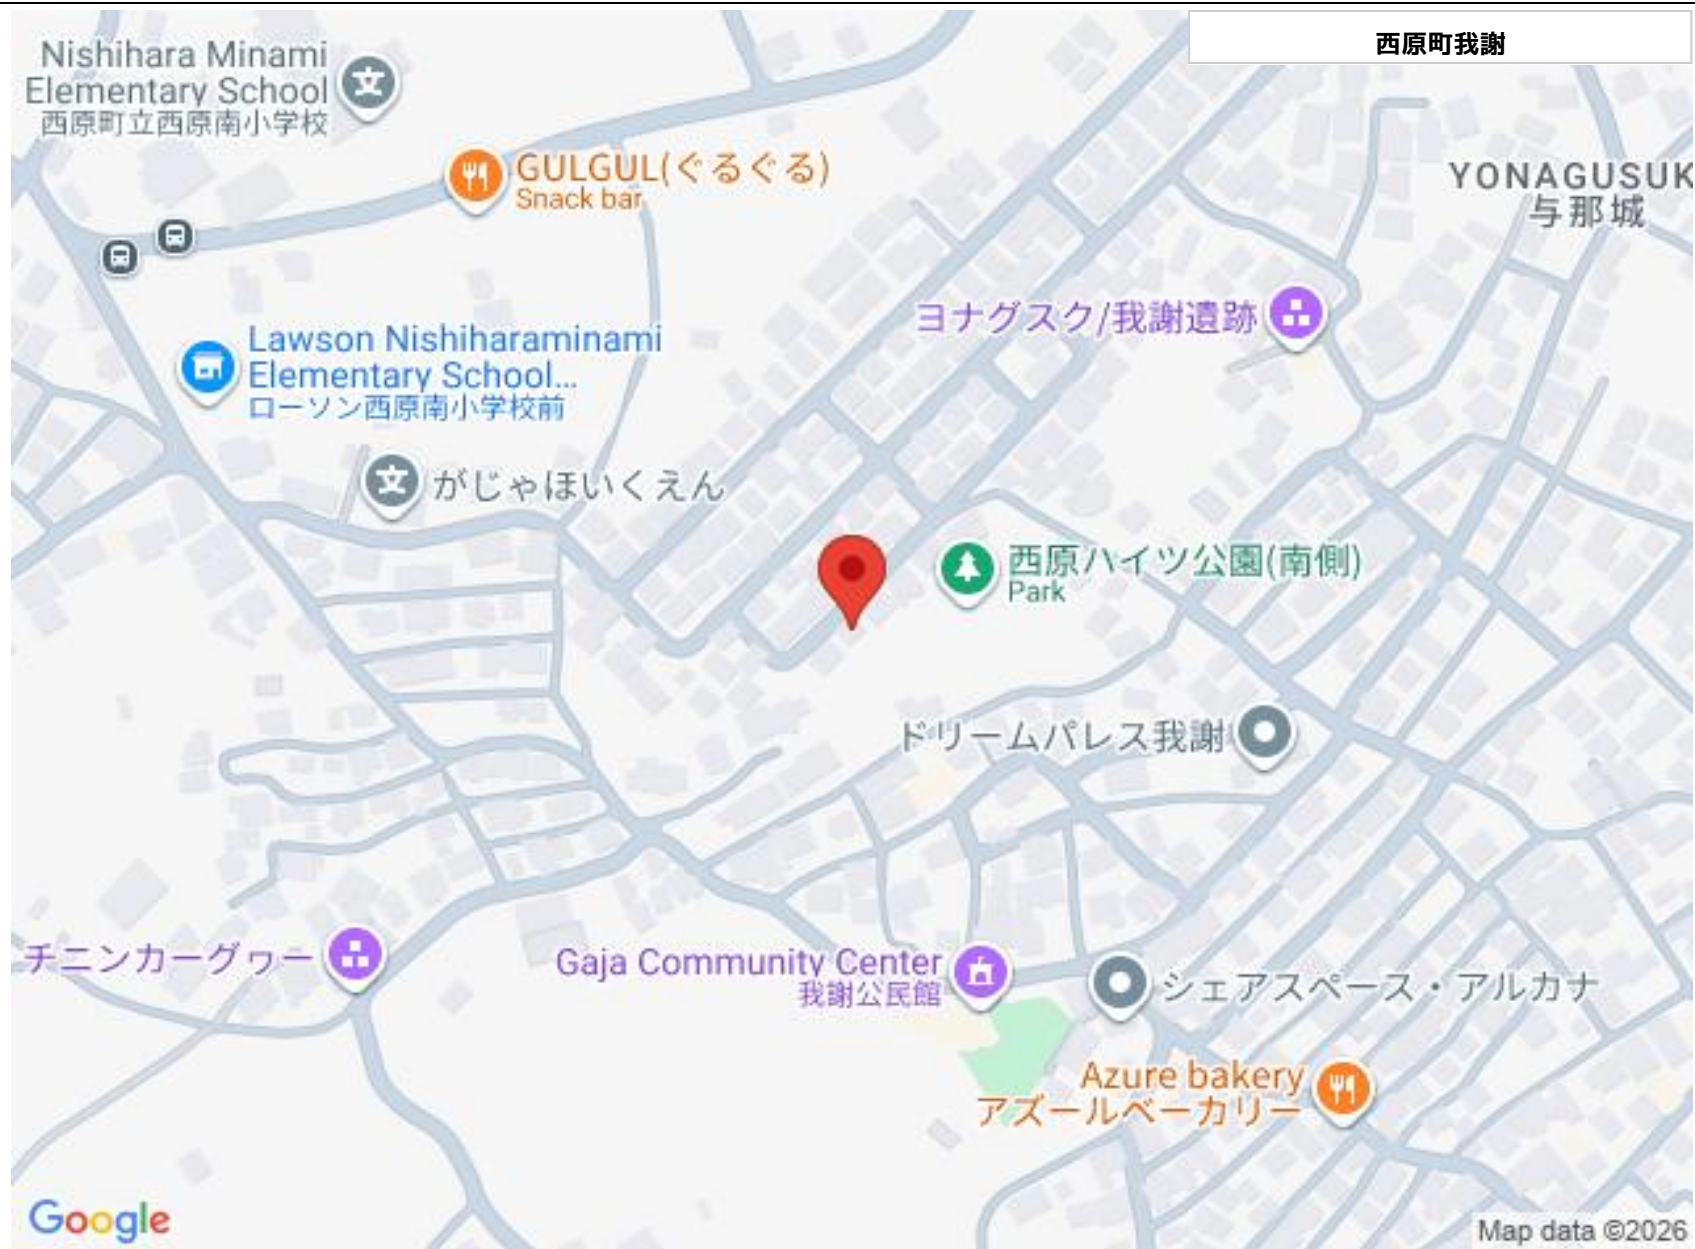 西原町我謝
Nishihara Minami
Elementary School
西原町立西原南小学校
文
GULGUL(ぐるぐる)
Snack bar
YONAGUSUK
与那城
ヨナグスク/我謝遺跡
Lawson Nishiharaminami
Elementary School...
ローソン西原南小学校前
文
がじゃほいくえん
西原ハイツ公園(南側)
Park
ドリームパレス我謝
チニンカーグヮー
Gaja Community Center
我謝公民館
シェアスペース・アルカナ
Azure bakery
アズールベーカリー
Google
Map data ©2026